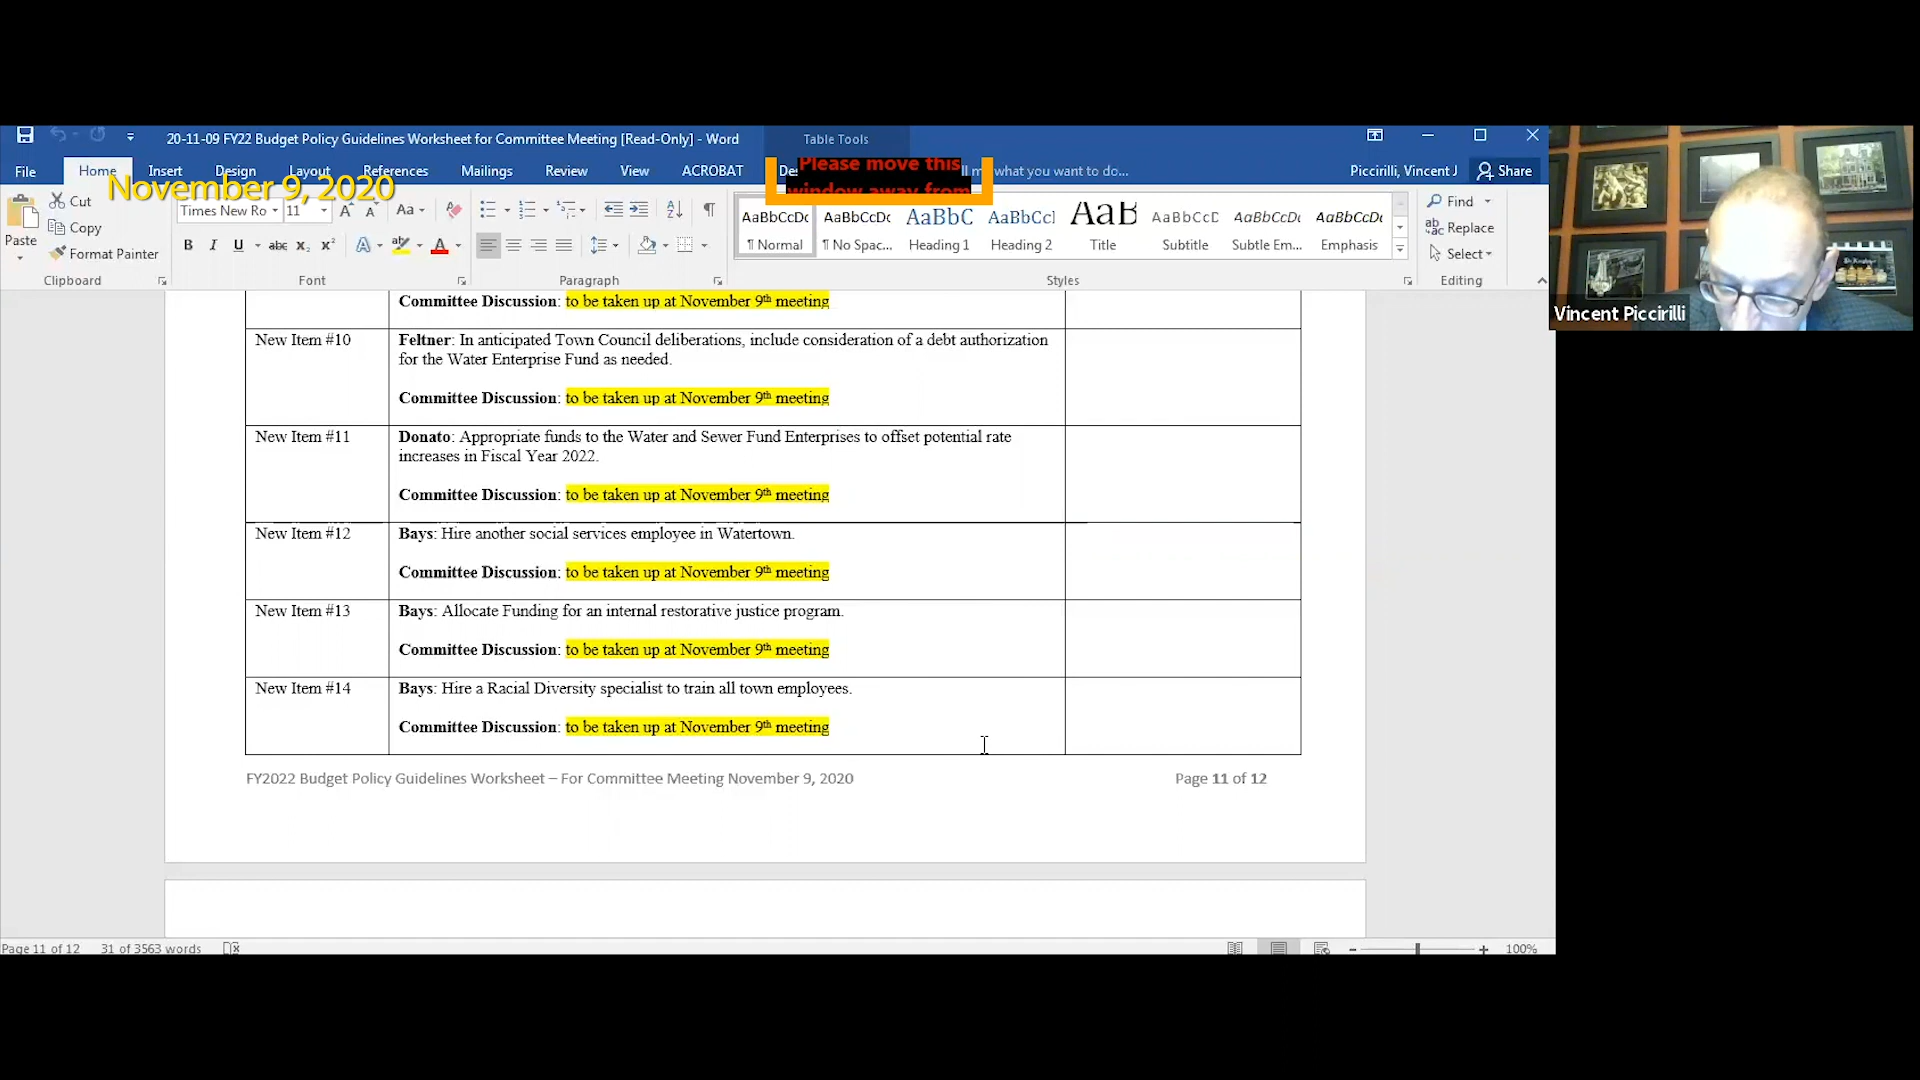 20-11-09 FY22 Budget Policy Guidelines Worksheet for Committee Meeting [Read-Only] - Word
Table Tools
File
Home
Insert
Design
Layout
References
Mailings
Review
View
ACROBAT
Please move this
window away from
what you want to do...
Piccirilli, Vincent J
Share
November 9, 2020
Paste
Cut
Copy
Format Painter
Clipboard
Times New Ro
11
Font
Paragraph
AaBbCcDc
¶ Normal
AaBbCcDc
¶ No Spac...
AaBbC
Heading 1
AaBbCcI
Heading 2
AaB
Title
AaBbCcD
Subtitle
AaBbCcDc
Subtle Em...
AaBbCcDc
Emphasis
Styles
Find
Replace
Select
Editing
Vincent Piccirilli
Committee Discussion: to be taken up at November 9th meeting
New Item #10
Feltner: In anticipated Town Council deliberations, include consideration of a debt authorization
for the Water Enterprise Fund as needed.
Committee Discussion: to be taken up at November 9th meeting
New Item #11
Donato: Appropriate funds to the Water and Sewer Fund Enterprises to offset potential rate
increases in Fiscal Year 2022.
Committee Discussion: to be taken up at November 9th meeting
New Item #12
Bays: Hire another social services employee in Watertown.
Committee Discussion: to be taken up at November 9th meeting
New Item #13
Bays: Allocate Funding for an internal restorative justice program.
Committee Discussion: to be taken up at November 9th meeting
New Item #14
Bays: Hire a Racial Diversity specialist to train all town employees.
Committee Discussion: to be taken up at November 9th meeting
FY2022 Budget Policy Guidelines Worksheet – For Committee Meeting November 9, 2020
Page 11 of 12
Page 11 of 12
31 of 3563 words
100%